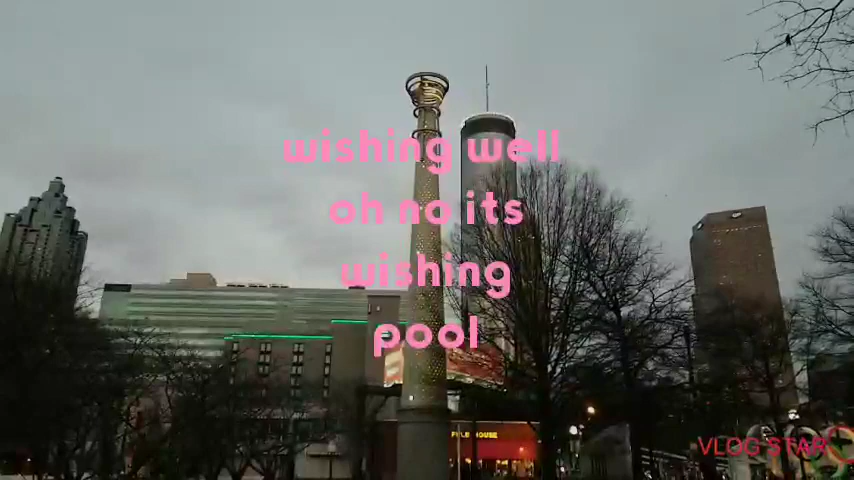 wishing well
oh no its
wishing
pool
VLOG STAR